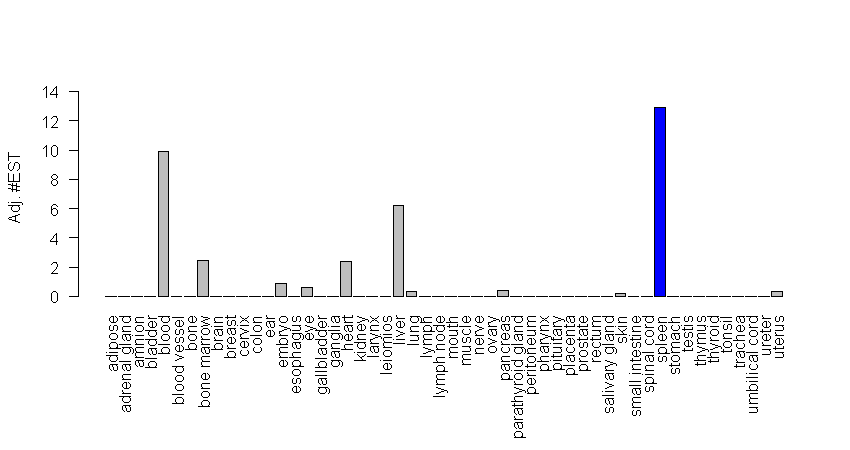 Adj. #EST
14
12
10
8
6
4
2
0
adipose
adrenal gland
amnion
bladder
blood
blood vessel
bone
bone marrow
brain
breast
cervix
colon
ear
embryo
esophagus
eye
gallbladder
ganglia
heart
kidney
larynx
leiomios
liver
lung
lymph
lymph node
mouth
muscle
nerve
ovary
pancreas
parathyroid gland
peritoneum
pharynx
pituitary
placenta
prostate
rectum
salivary gland
skin
small intestine
spinal cord
spleen
stomach
testis
thymus
thyroid
tonsil
trachea
umbilical cord
ureter
uterus